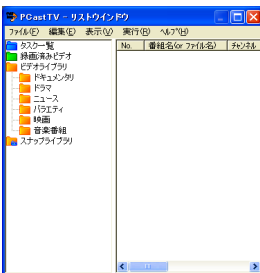 PCastTV - リストウインドウ
ファイル(F) 編集(E) 表示(V) 実行(R) ヘルプ(H)
タスク一覧
録画済みビデオ
ビデオライブラリ
ドキュメンタリ
ドラマ
ニュース
バラエティ
映画
音楽番組
スナップライブラリ
No. 番組名(or ファイル名) チャンネル